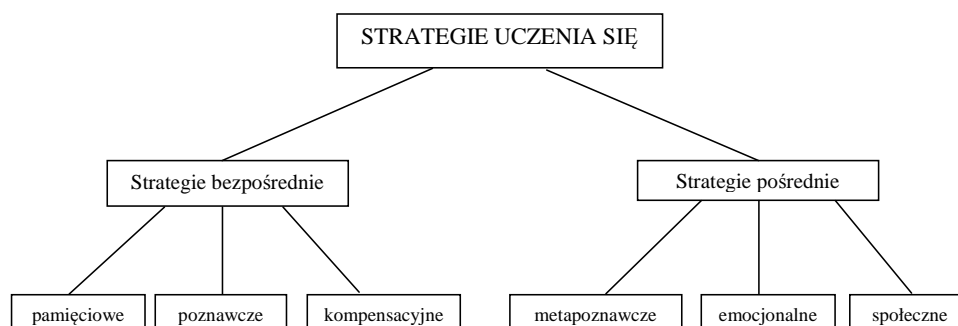 STRATEGIE UCZENIA SIĘ
Strategie bezpośrednie
Strategie pośrednie
pamięciowe
poznawcze
kompensacyjne
metapoznawcze
emocjonalne
społeczne